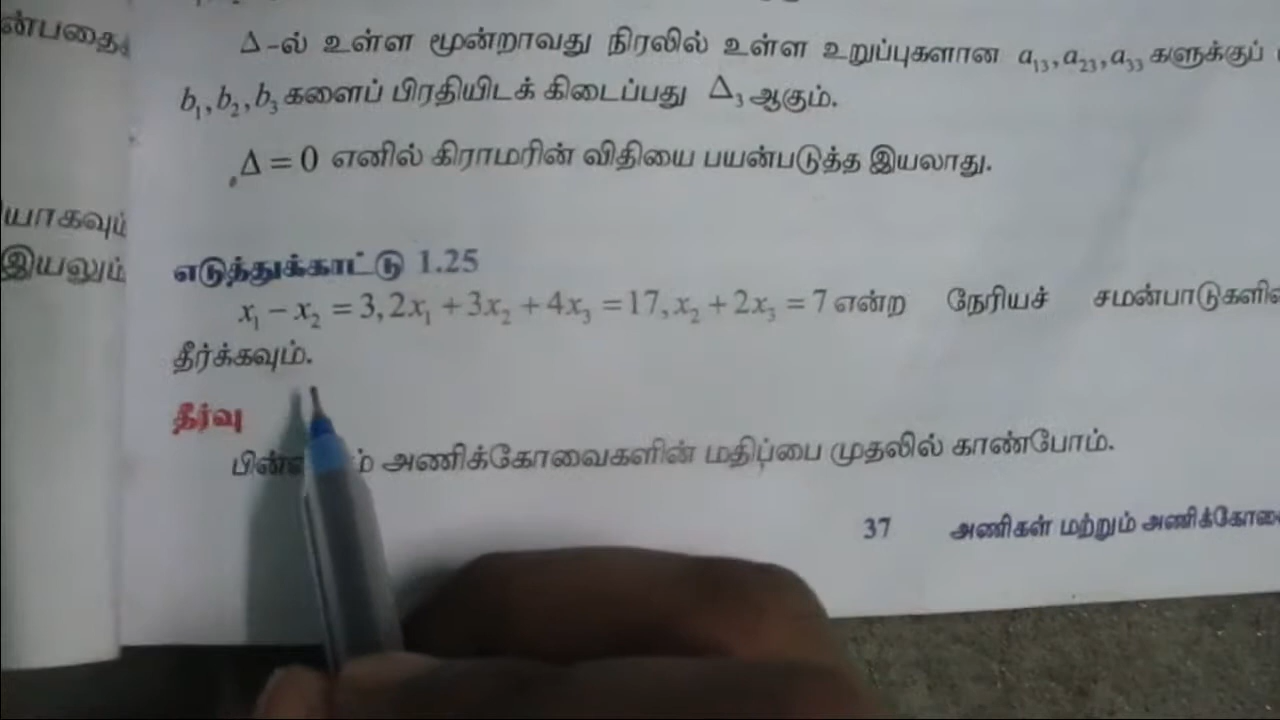 ன்பதை
Δ-ல் உள்ள மூன்றாவது நிரலில் உள்ள உறுப்புகளான a₁₃, a₂₃, a₃₃ களுக்குப்
b₁, b₂, b₃ களைப் பிரதியிடக் கிடைப்பது Δ₃ ஆகும்.
Δ = 0 எனில் கிராமரின் விதியை பயன்படுத்த இயலாது.
யாகவும்
இயலும்
எடுத்துக்காட்டு 1.25
x₁ − x₂ = 3, 2x₁ + 3x₂ + 4x₃ = 17, x₂ + 2x₃ = 7 என்ற நேரியச் சமன்பாடுகளின்
தீர்க்கவும்.
தீர்வு
அணிக்கோவைகளின் மதிப்பை முதலில் காண்போம்.
37 அணிகள் மற்றும் அணிக்கோவை